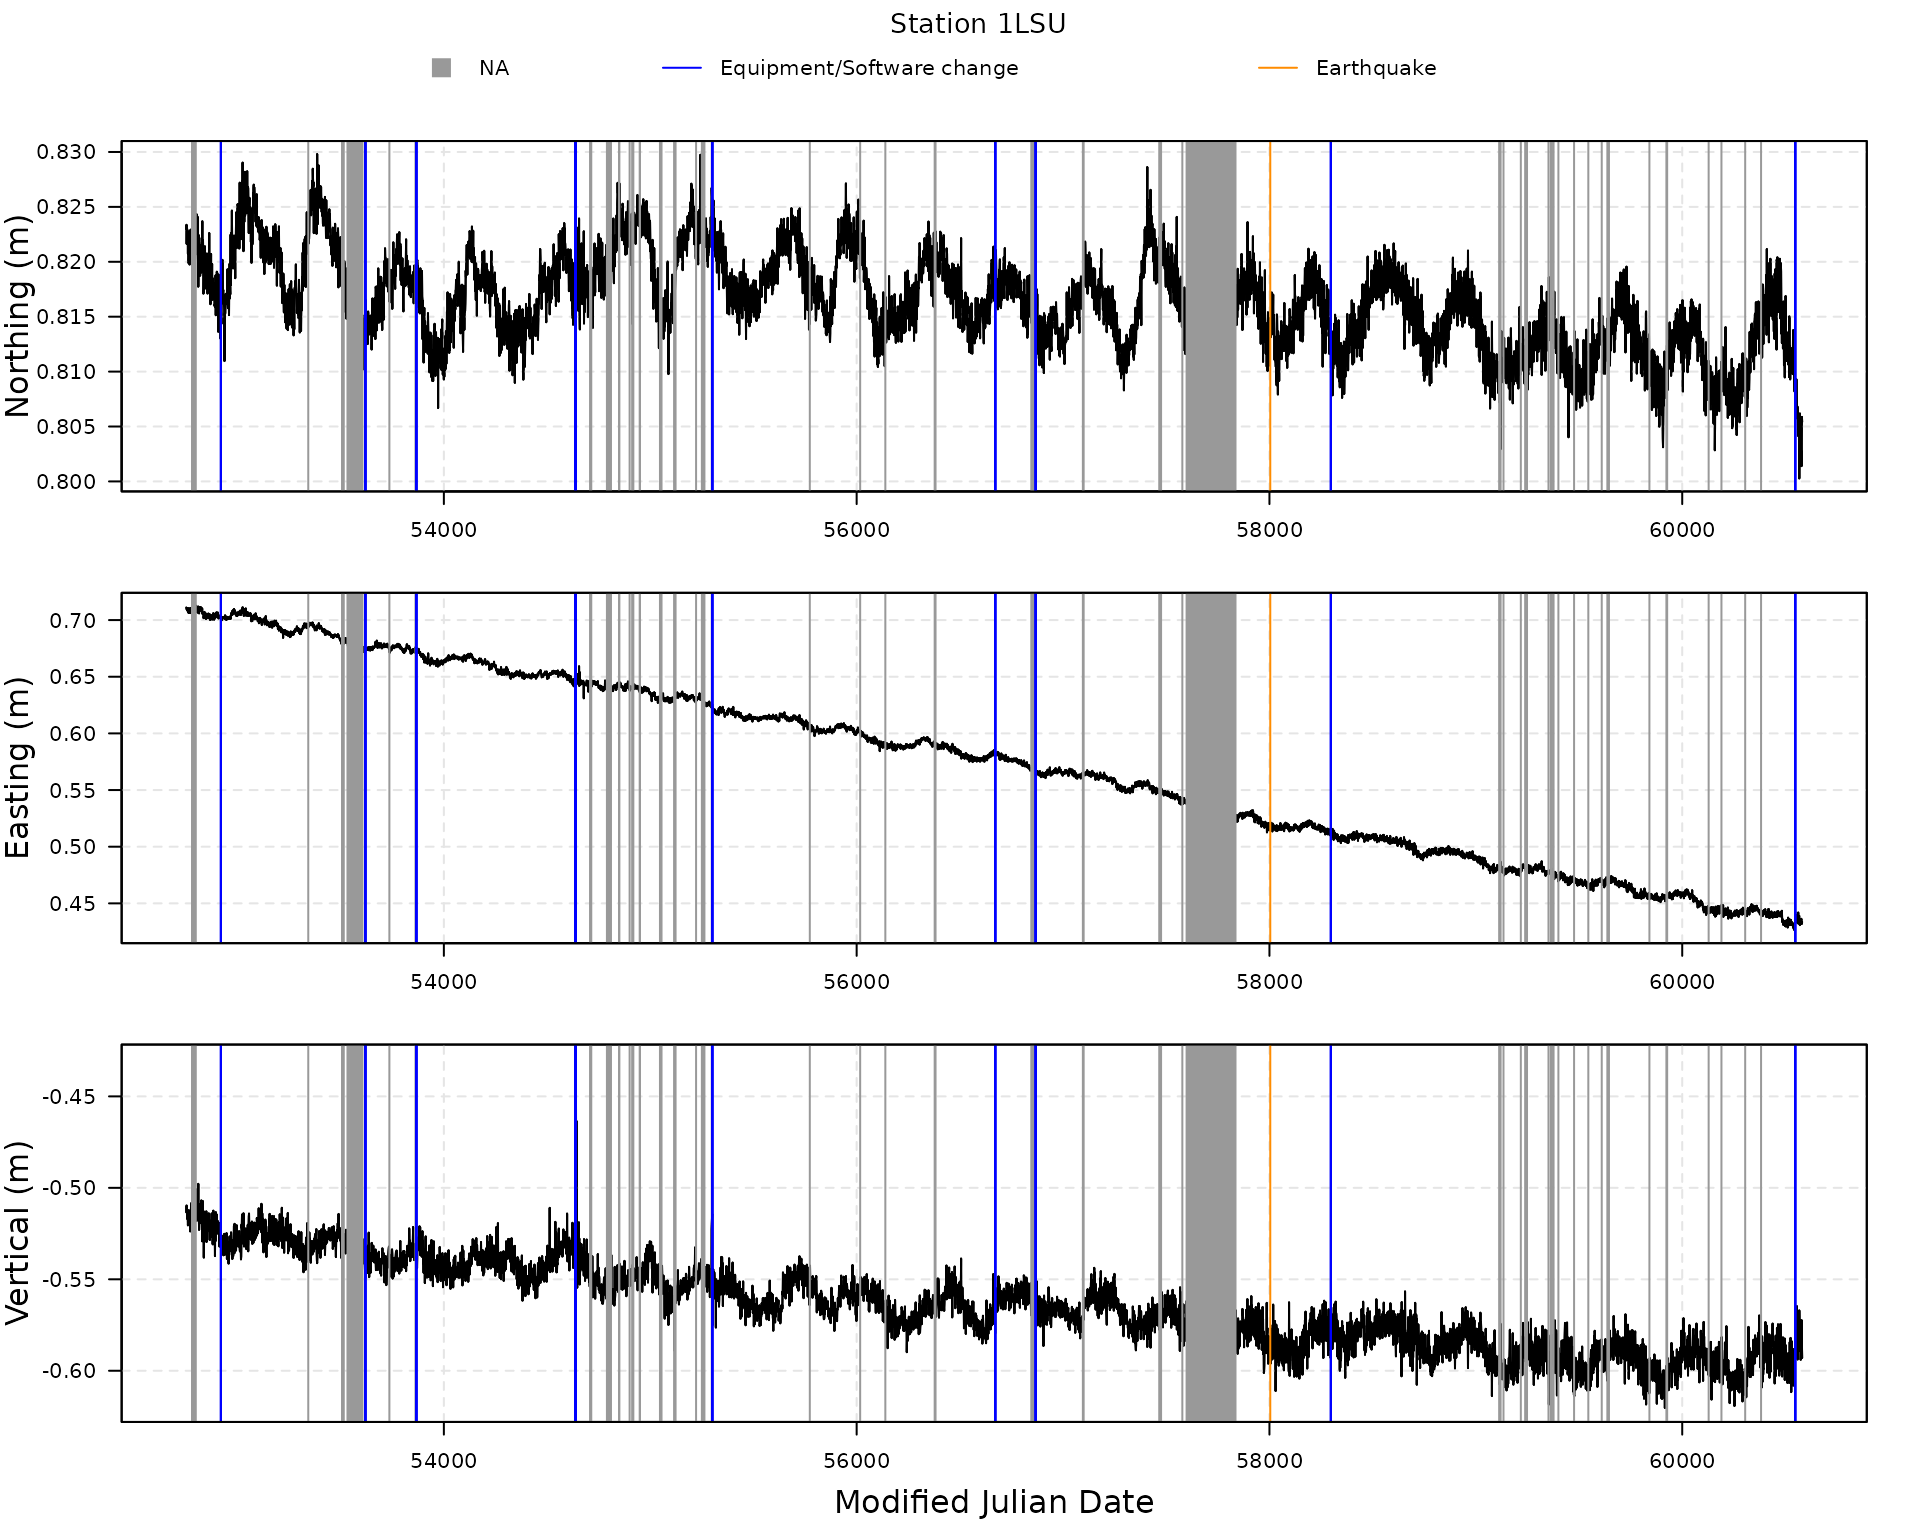 Station 1LSU
NA Equipment/Software change Earthquake
Northing (m)
0.830
0.825
0.820
0.815
0.810
0.805
0.800
54000 56000 58000 60000
Easting (m)
0.70
0.65
0.60
0.55
0.50
0.45
54000 56000 58000 60000
Vertical (m)
-0.45
-0.50
-0.55
-0.60
54000 56000 58000 60000
Modified Julian Date